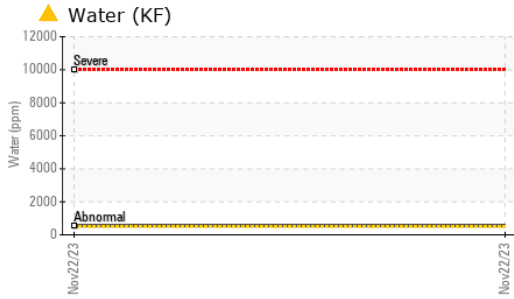 Water (KF)
12000
Severe
10000
8000
6000
4000
2000
Abnormal
0
Water (ppm)
Nov22/23
Nov22/23